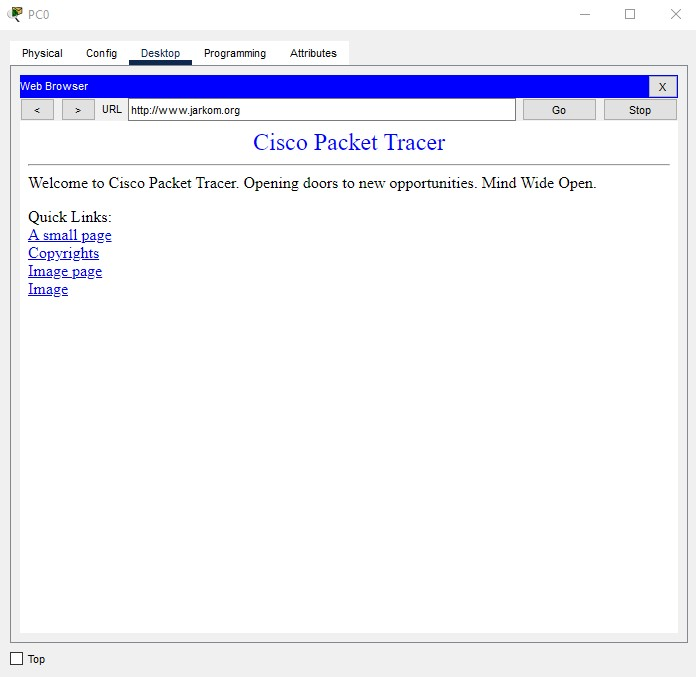 PC0
Physical Config Desktop Programming Attributes
Web Browser X
< > URL http://www.jarkom.org Go Stop
Cisco Packet Tracer
Welcome to Cisco Packet Tracer. Opening doors to new opportunities. Mind Wide Open.
Quick Links:
A small page
Copyrights
Image page
Image
Top